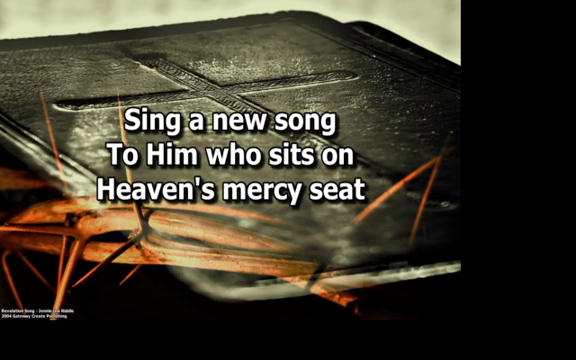 Sing a new song
To Him who sits on
Heaven's mercy seat
Revelation Song - Jennie Lee Riddle
2004 Gateway Create Publishing